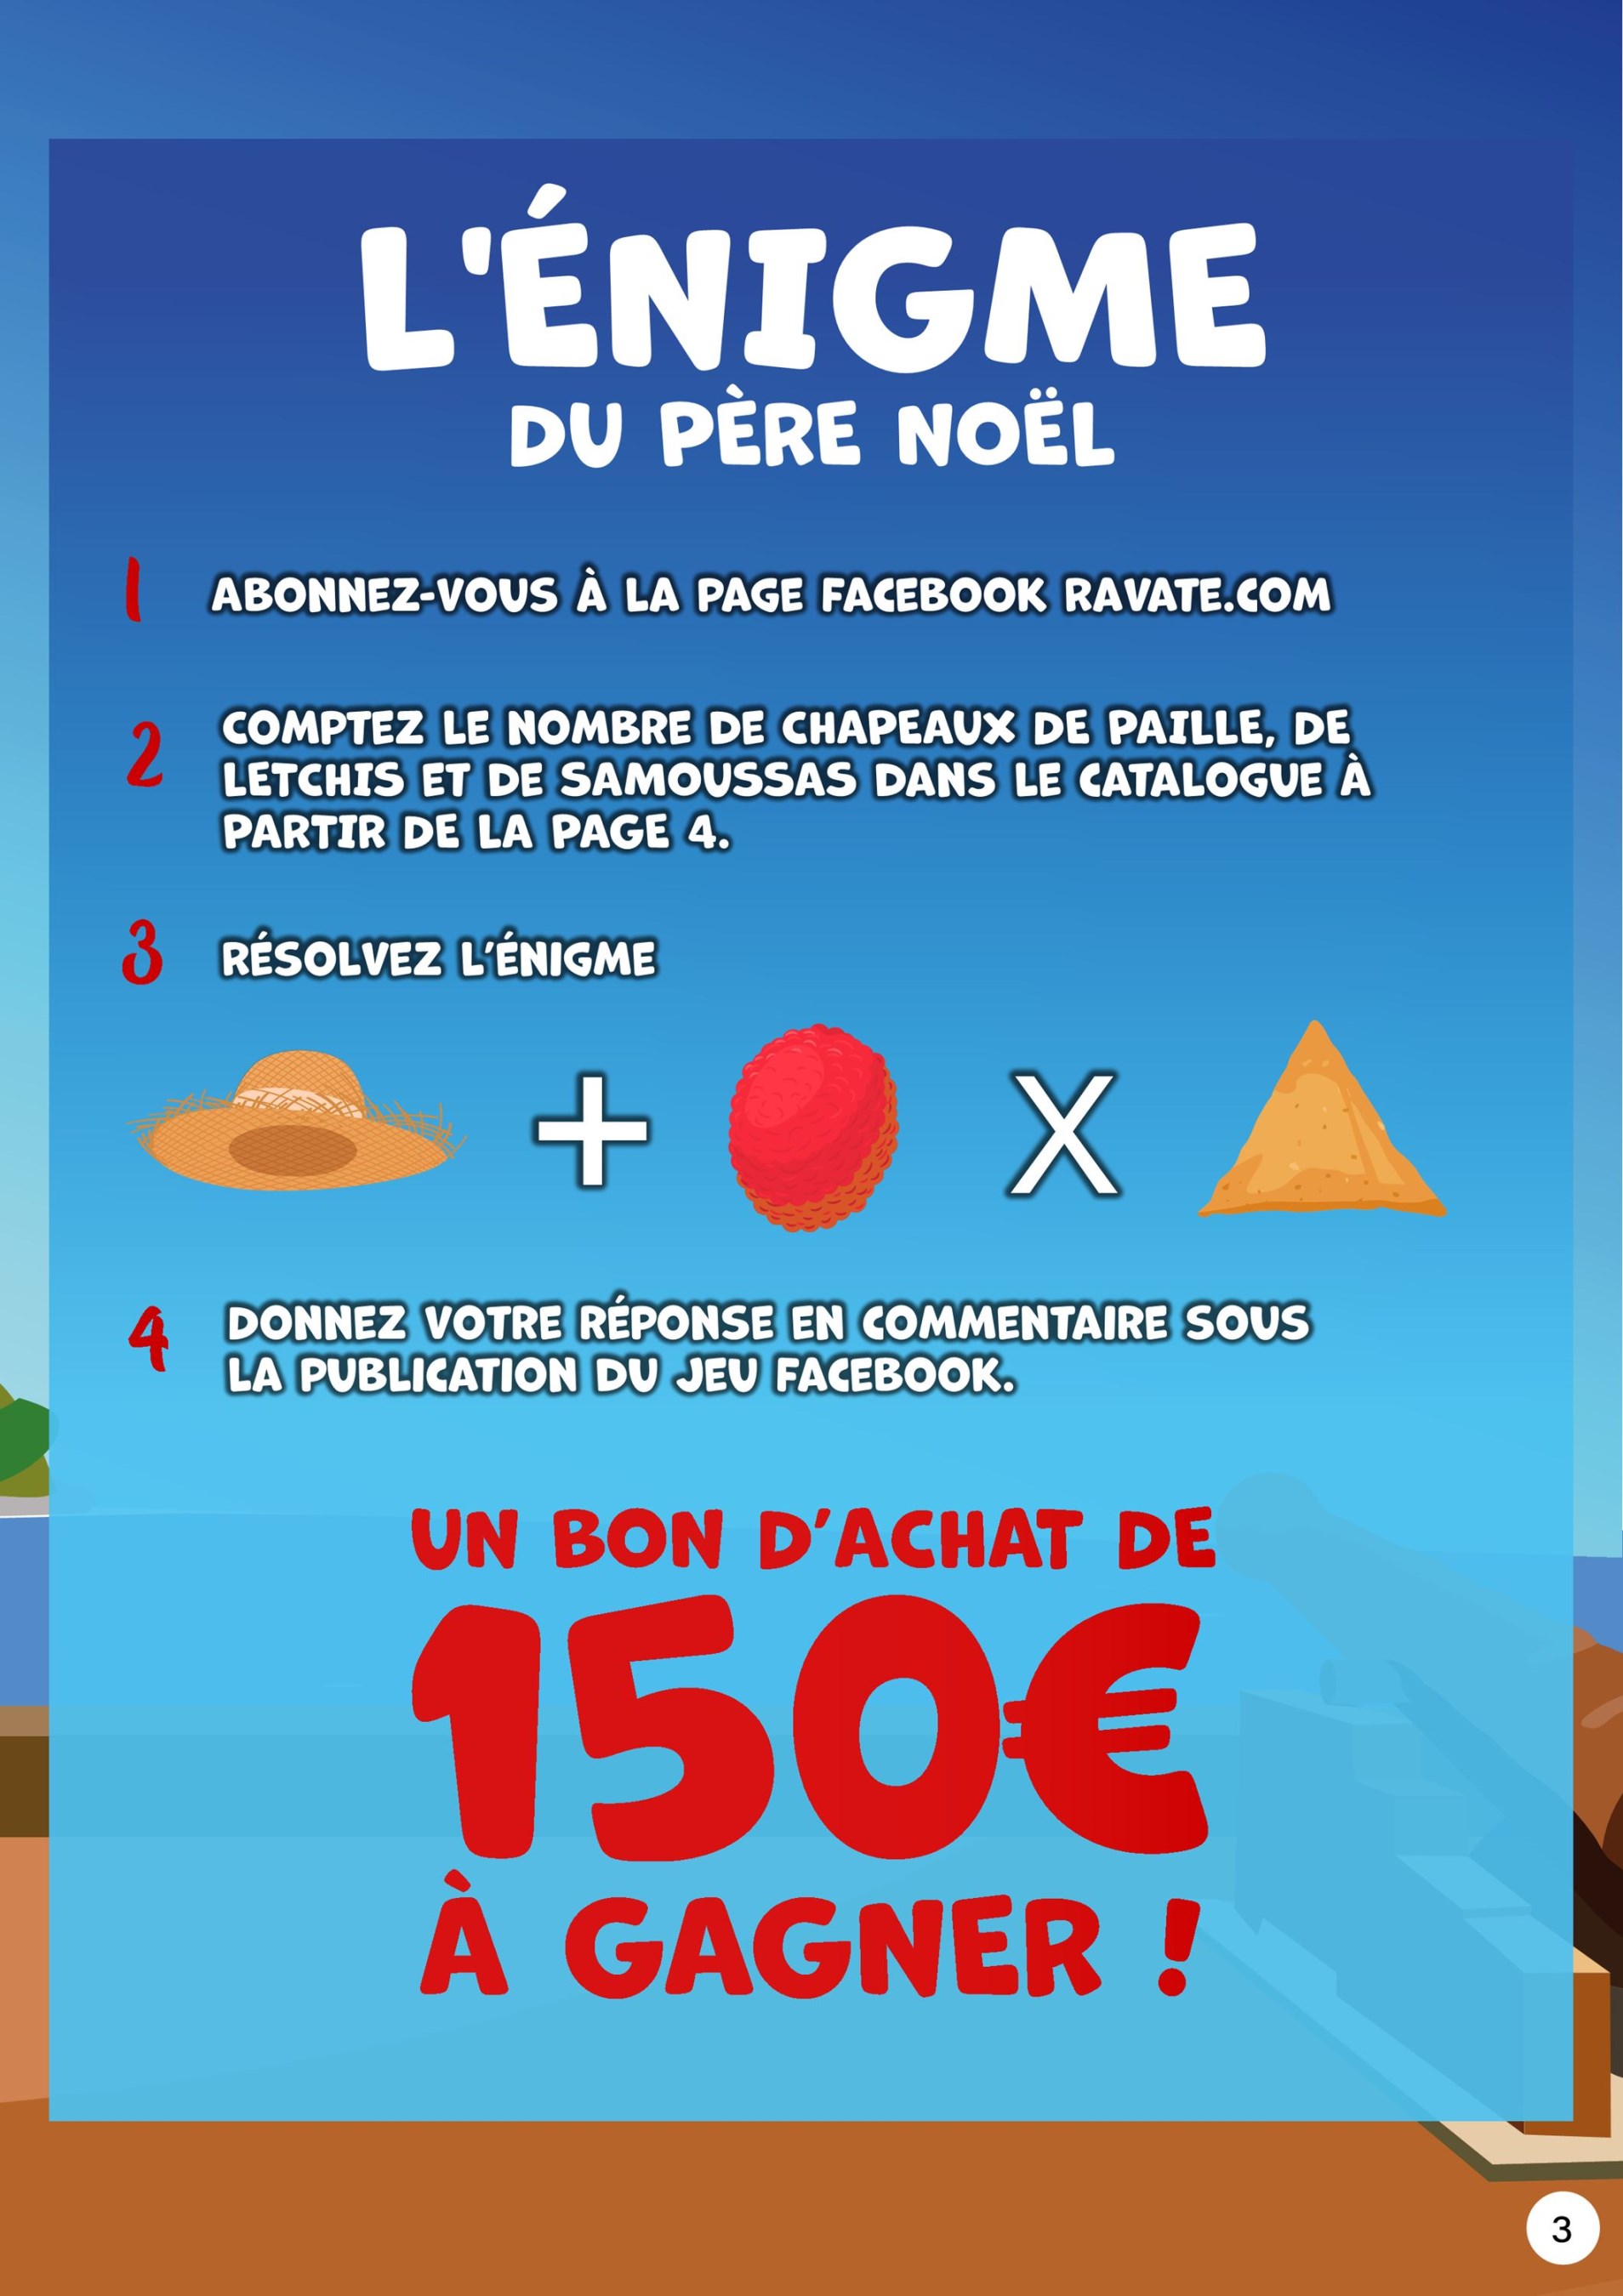 L'ÉNIGME
DU PÈRE NOËL
1 ABONNEZ-VOUS À LA PAGE FACEBOOK RAVATE.COM
2 COMPTEZ LE NOMBRE DE CHAPEAUX DE PAILLE, DE
LETCHIS ET DE SAMOUSSAS DANS LE CATALOGUE À
PARTIR DE LA PAGE 4.
3 RÉSOLVEZ L'ÉNIGME
+ X
4 DONNEZ VOTRE RÉPONSE EN COMMENTAIRE SOUS
LA PUBLICATION DU JEU FACEBOOK.
UN BON D'ACHAT DE
150€
À GAGNER !
3